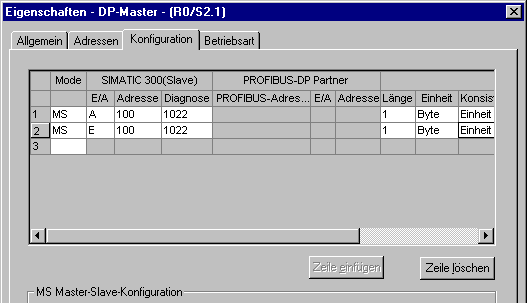 Eigenschaften - DP-Master - (R0/S2.1)
Allgemein Adressen Konfiguration Betriebsart
Mode SIMATIC 300(Slave) PROFIBUS-DP Partner
E/A Adresse Diagnose PROFIBUS-Adres... E/A Adresse Länge Einheit Konsist
1 MS A 100 1022 1 Byte Einheit
2 MS E 100 1022 1 Byte Einheit
3
Zeile einfügen Zeile löschen
MS Master-Slave-Konfiguration